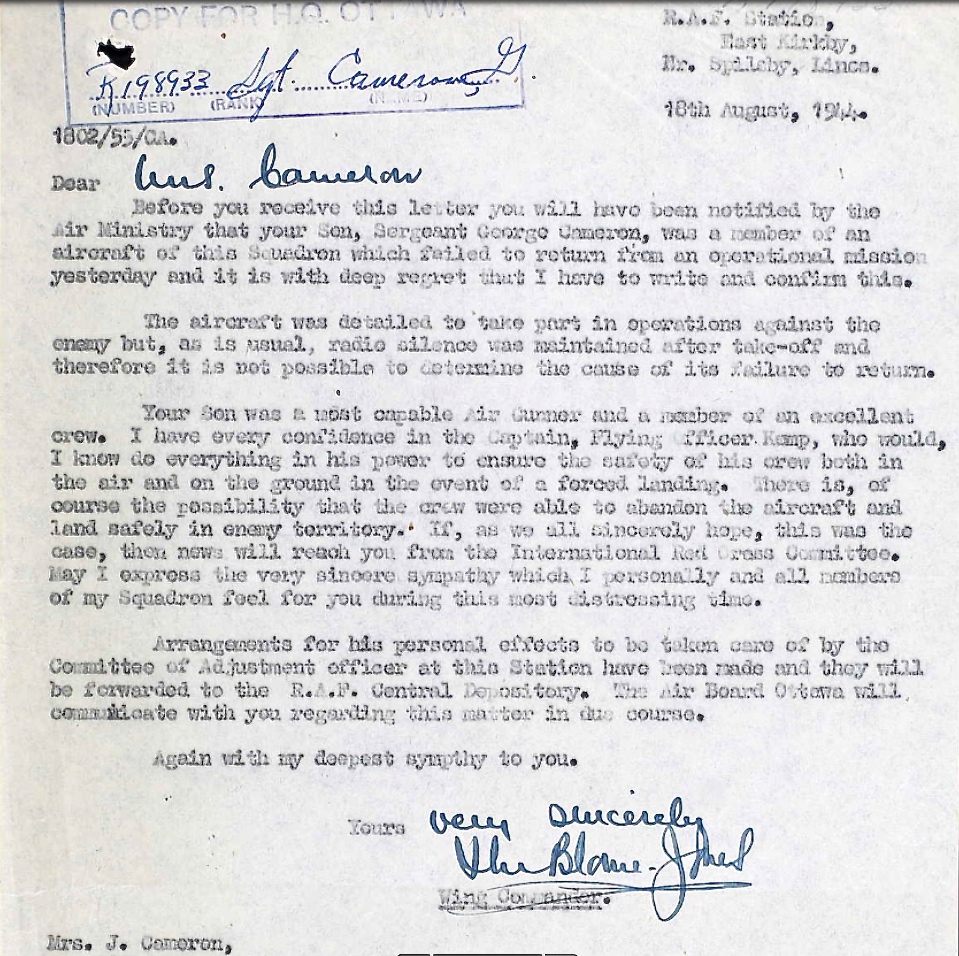 COPY FOR H.Q. OTTAWA
R198933 Sgt. Cameron, G.
(NUMBER) (RANK) (NAME)
R.A.F. Station,
East Kirkby,
Nr. Spilsby, Lincs.
18th August, 1944.
1802/55/CA.
Dear Mrs. Cameron
Before you receive this letter you will have been notified by the
Air Ministry that your Son, Sergeant George Cameron, was a member of an
aircraft of this Squadron which failed to return from an operational mission
yesterday and it is with deep regret that I have to write and confirm this.
The aircraft was detailed to take part in operations against the
enemy but, as is usual, radio silence was maintained after take-off and
therefore it is not possible to determine the cause of its failure to return.
Your Son was a most capable Air Gunner and a member of an excellent
crew. I have every confidence in the Captain, Flying Officer Kemp, who would,
I know do everything in his power to ensure the safety of his crew both in
the air and on the ground in the event of a forced landing. There is, of
course the possibility that the crew were able to abandon the aircraft and
land safely in enemy territory. If, as we all sincerely hope, this was the
case, then news will reach you from the International Red Cross Committee.
May I express the very sincere sympathy which I personally and all members
of my Squadron feel for you during this most distressing time.
Arrangements for his personal effects to be taken care of by the
Committee of Adjustment officer at this Station have been made and they will
be forwarded to the R.A.F. Central Depository. The Air Board Ottawa will
communicate with you regarding this matter in due course.
Again with my deepest sympthy to you.
Yours very sincerely
Wing Commander.
Mrs. J. Cameron,